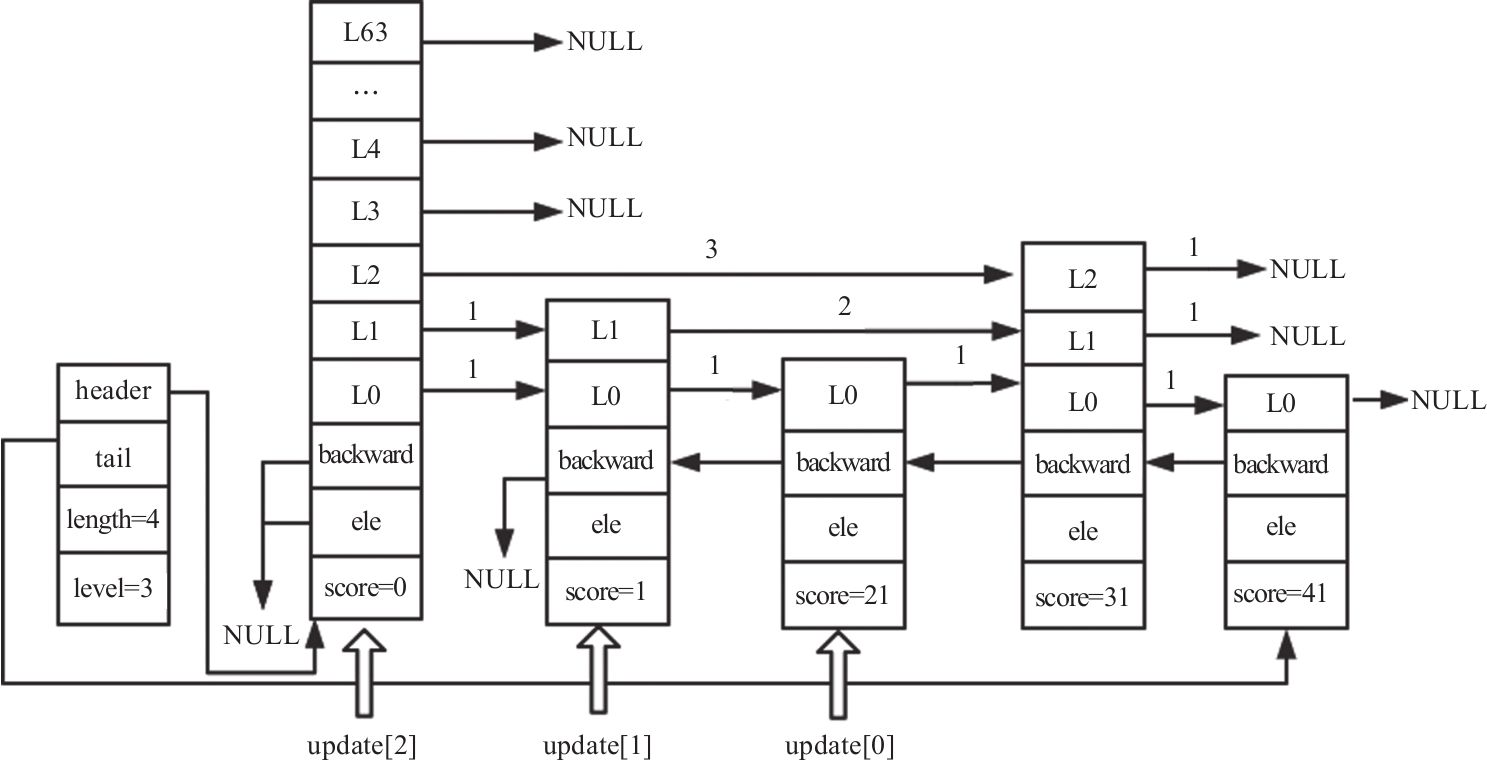 L63
NULL
…
L4
NULL
L3
NULL
L2
3
L2
1
NULL
L1
1
L1
2
L1
1
NULL
header
tail
length=4
level=3
L0
1
L0
1
L0
1
L0
1
L0
NULL
backward
backward
backward
backward
backward
ele
ele
ele
ele
ele
score=0
score=1
score=21
score=31
score=41
NULL
NULL
update[2]
update[1]
update[0]